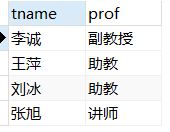 tname prof
李诚 副教授
王萍 助教
刘冰 助教
张旭 讲师